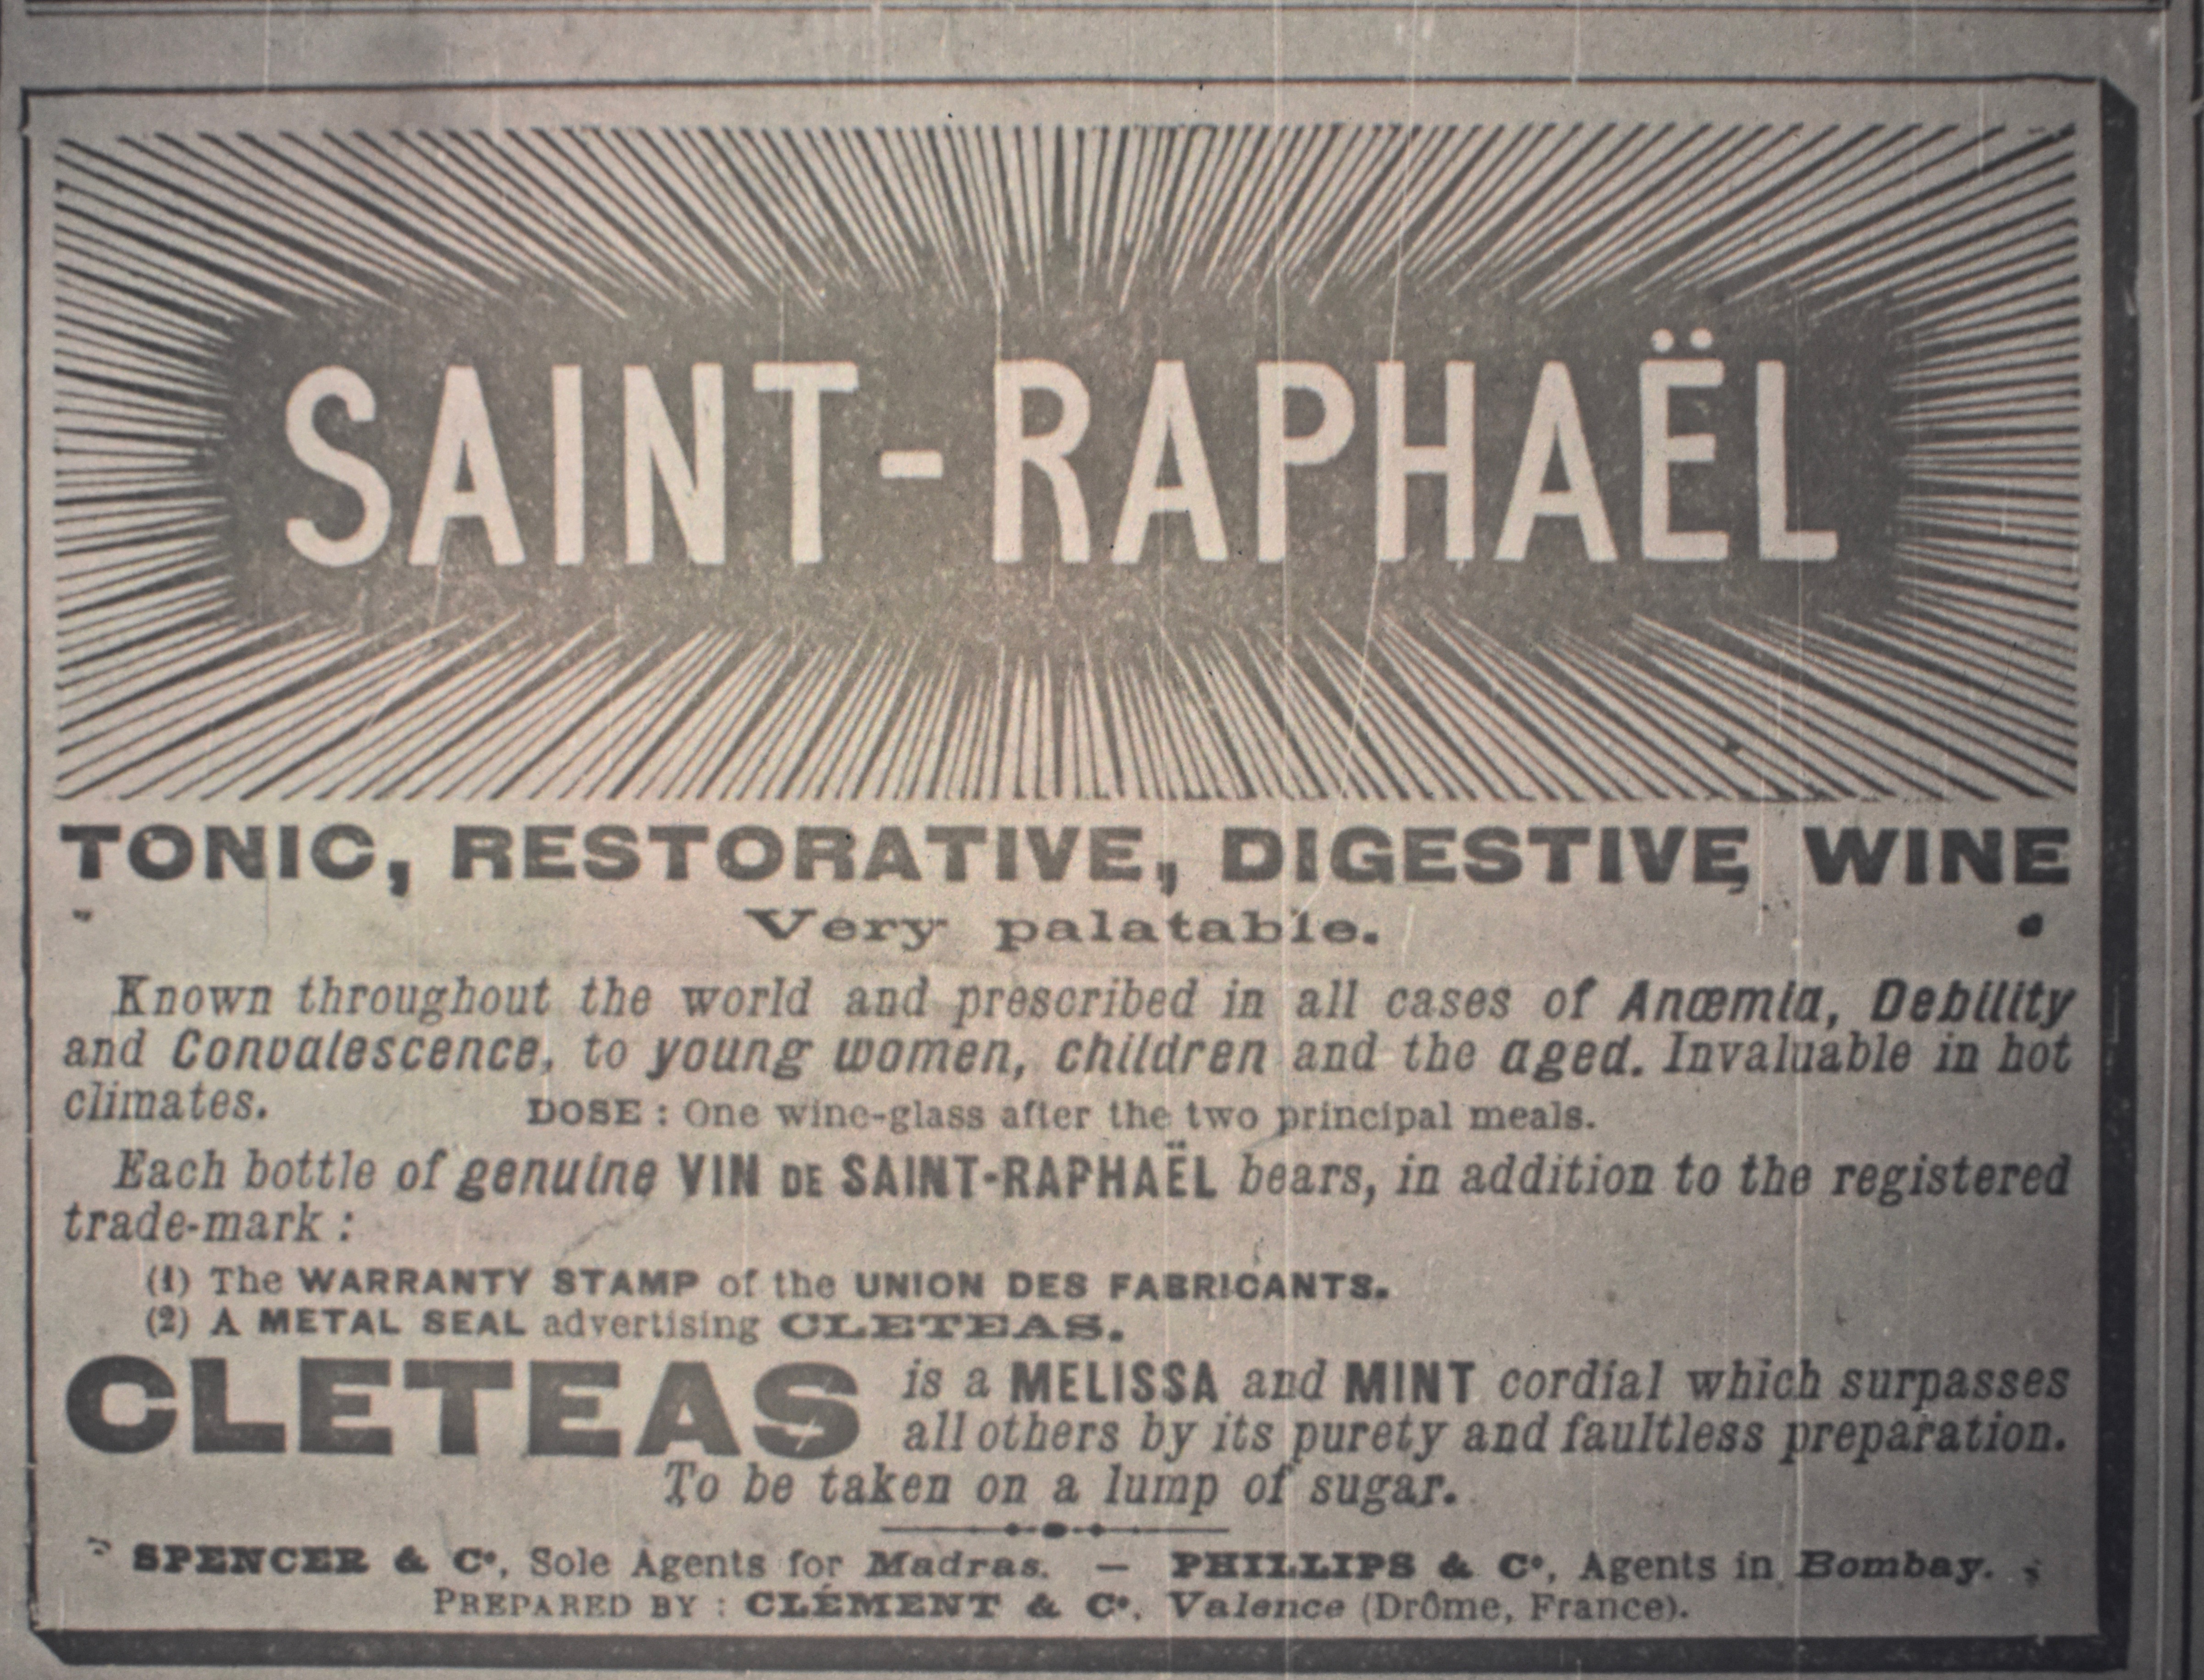 SAINT-RAPHAËL
TONIC, RESTORATIVE, DIGESTIVE WINE
Very palatable.
Known throughout the world and prescribed in all cases of Anœmia, Debility
and Convalescence, to young women, children and the aged. Invaluable in hot
climates. DOSE : One wine-glass after the two principal meals.
Each bottle of genuine VIN DE SAINT-RAPHAËL bears, in addition to the registered
trade-mark :
(1) The WARRANTY STAMP of the UNION DES FABRICANTS.
(2) A METAL SEAL advertising CLETEAS.
CLETEAS is a MELISSA and MINT cordial which surpasses
all others by its purety and faultless preparation.
To be taken on a lump of sugar.
SPENCER & Cº, Sole Agents for Madras. — PHILLIPS & Cº, Agents in Bombay.
PREPARED BY : CLÉMENT & Cº, Valence (Drôme, France).